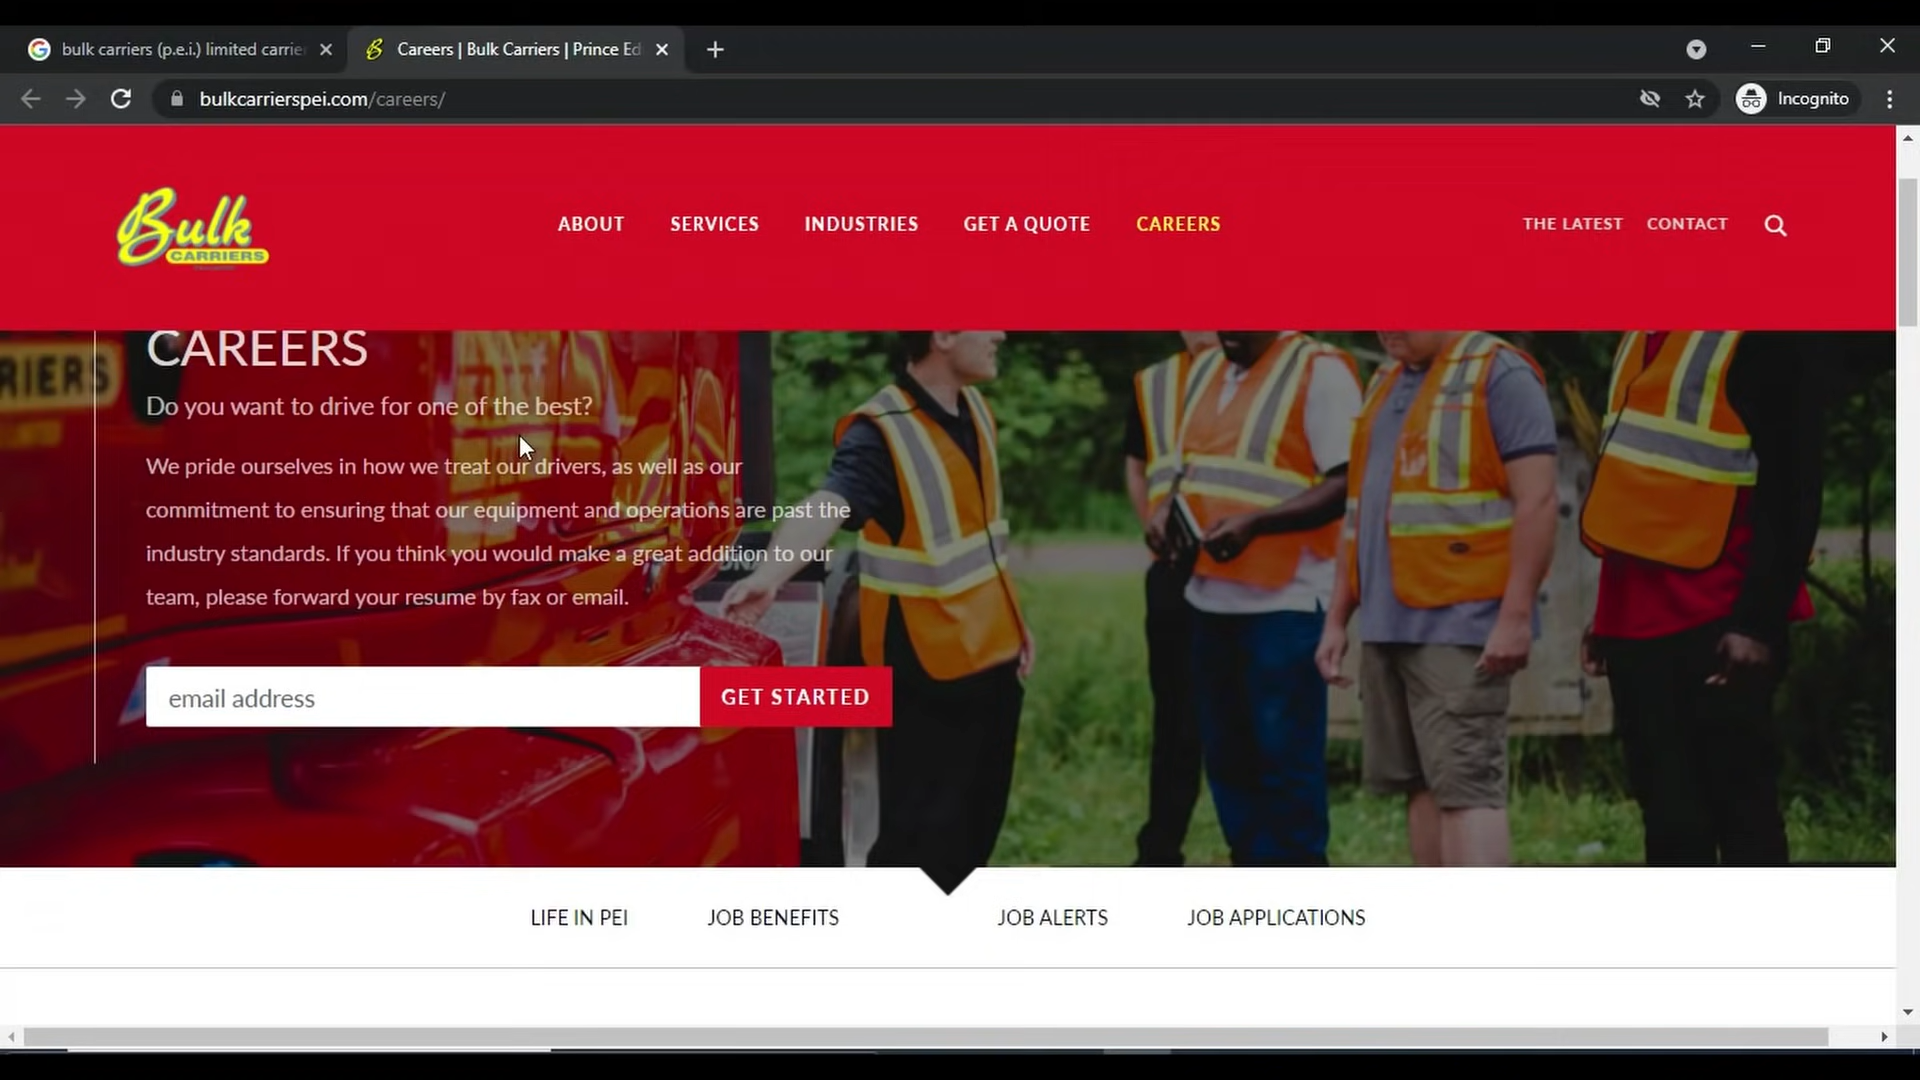 bulk carriers (p.e.i.) limited carrie
Careers | Bulk Carriers | Prince Ed
bulkcarrierspei.com/careers/
Incognito
Bulk
CARRIERS
ABOUT
SERVICES
INDUSTRIES
GET A QUOTE
CAREERS
THE LATEST
CONTACT
RIERS
CAREERS
Do you want to drive for one of the best?
We pride ourselves in how we treat our drivers, as well as our
commitment to ensuring that our equipment and operations are past the
industry standards. If you think you would make a great addition to our
team, please forward your resume by fax or email.
email address
GET STARTED
LIFE IN PEI
JOB BENEFITS
JOB ALERTS
JOB APPLICATIONS